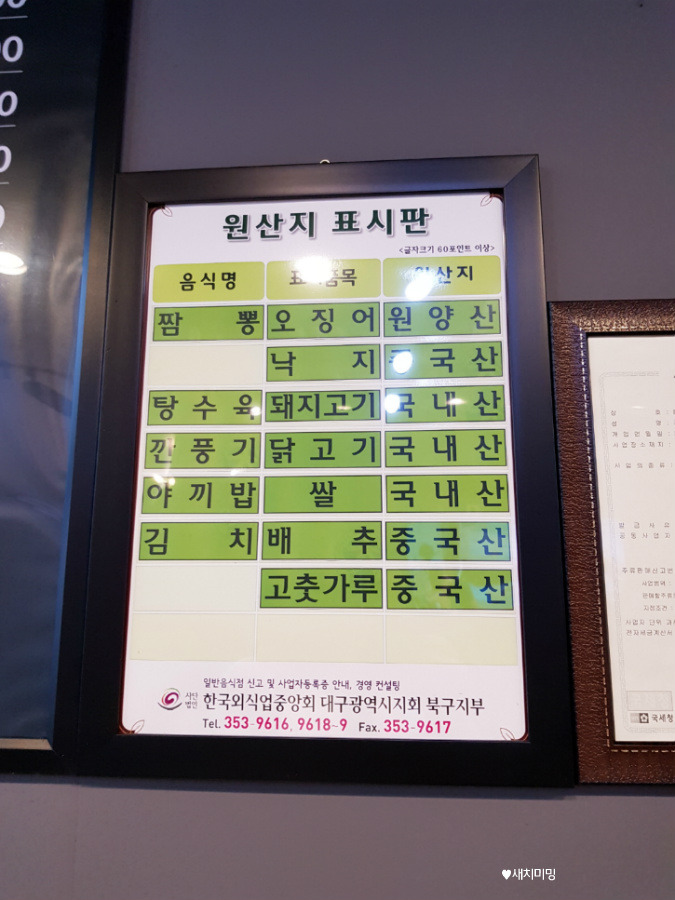 원산지 표시판
<글자크기 60포인트 이상>
음식명 표시품목 원산지
짬뽕 오징어 원양산
낙지 중국산
탕수육 돼지고기 국내산
깐풍기 닭고기 국내산
야끼밥 쌀 국내산
김치 배추 중국산
고춧가루 중국산
일반음식점 신고 및 사업자등록증 안내, 경영 컨설팅
사단법인 한국외식업중앙회 대구광역시지회 북구지부
Tel. 353-9616, 9618~9 Fax. 353-9617
국세청
♥새치미밍